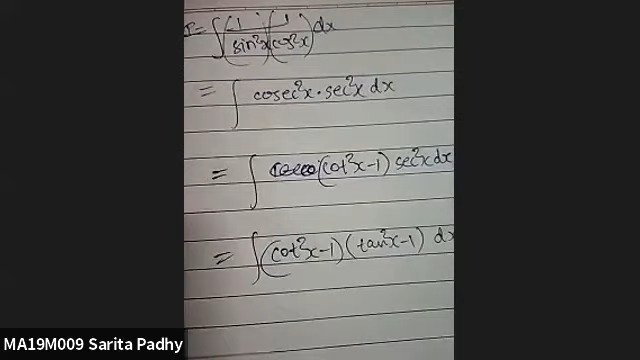 I = ∫ (1/sin²x) (1/cos²x) dx
= ∫ cosec²x · sec²x dx
= ∫ (cot²x-1) sec²x dx
= ∫ (cot²x-1) (tan²x-1) dx
MA19M009 Sarita Padhy